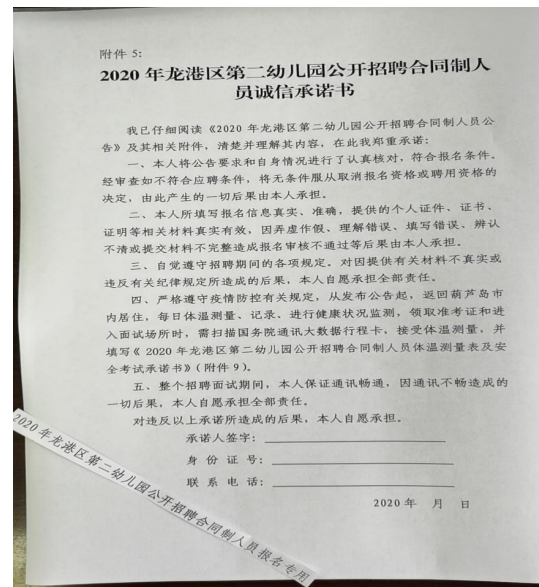 附件 5:
2020 年龙港区第二幼儿园公开招聘合同制人
员诚信承诺书
我已仔细阅读《2020 年龙港区第二幼儿园公开招聘合同制人员公
告》及其相关附件，清楚并理解其内容，在此我郑重承诺:
一、本人将公告要求和自身情况进行了认真核对，符合报名条件。
经审查如不符合应聘条件，将无条件服从取消报名资格或聘用资格的
决定，由此产生的一切后果由本人承担。
二、本人所填写报名信息真实、准确，提供的个人证件、证书、
证明等相关材料真实有效，因弄虚作假、理解错误、填写错误、辨认
不清或提交材料不完整造成报名审核不通过等后果由本人承担。
三、自觉遵守招聘期间的各项规定。对因提供有关材料不真实或
违反有关纪律规定所造成的后果，本人自愿承担全部责任。
四、严格遵守疫情防控有关规定，从发布公告起，返回葫芦岛市
内居住，每日体温测量、记录、进行健康状况监测，领取准考证和进
入面试场所时，需扫描国务院通讯大数据行程卡，接受体温测量，并
填写《 2020 年龙港区第二幼儿园公开招聘合同制人员体温测量表及安
全考试承诺书》(附件 9)。
五、整个招聘面试期间，本人保证通讯畅通，因通讯不畅造成的
一切后果，本人自愿承担全部责任。
对违反以上承诺所造成的后果，本人自愿承担。
承诺人签字:
身 份 证 号:
联 系 电 话:
2020 年 月 日
2020 年龙港区第二幼儿园公开招聘合同制人员报名专用